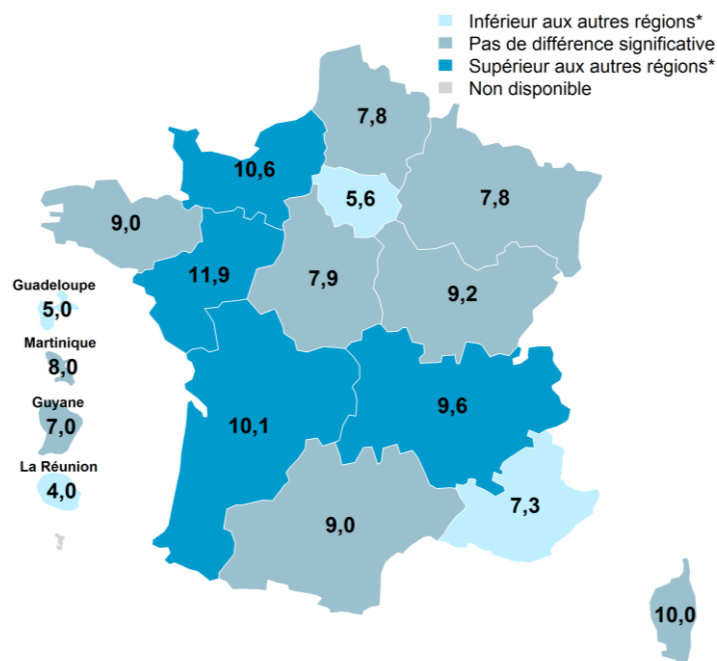 Inférieur aux autres régions*
Pas de différence significative
Supérieur aux autres régions*
Non disponible
7,8
10,6
5,6
7,8
9,0
11,9
7,9
9,2
Guadeloupe
5,0
Martinique
8,0
Guyane
7,0
La Réunion
4,0
10,1
9,6
9,0
7,3
10,0